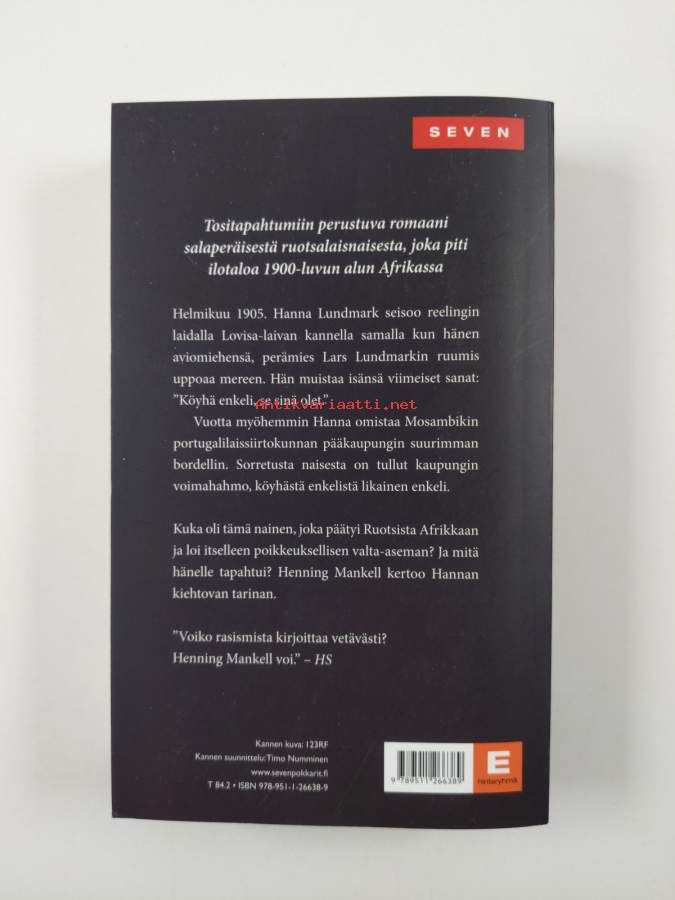 SEVEN
Tositapahtumiin perustuva romaani
salaperäisestä ruotsalaisnaisesta, joka piti
ilotaloa 1900-luvun alun Afrikassa
Helmikuu 1905. Hanna Lundmark seisoo reelingin
laidalla Lovisa-laivan kannella samalla kun hänen
aviomiehensä, perämies Lars Lundmarkin ruumis
uppoaa mereen. Hän muistaa isänsä viimeiset sanat:
”Köyhä enkeli, se sinä olet.”
Antikvariaatti.net
Vuotta myöhemmin Hanna omistaa Mosambikin
portugalilaissiirtokunnan pääkaupungin suurimman
bordellin. Sorretusta naisesta on tullut kaupungin
voimahahmo, köyhästä enkelistä likainen enkeli.
Kuka oli tämä nainen, joka päätyi Ruotsista Afrikkaan
ja loi itselleen poikkeuksellisen valta-aseman? Ja mitä
hänelle tapahtui? Henning Mankell kertoo Hannan
kiehtovan tarinan.
”Voiko rasismista kirjoittaa vetävästi?
Henning Mankell voi.” – HS
Kannen kuva: 123RF
Kannen suunnittelu: Timo Numminen
www.sevenpokkarit.fi
T 84.2 • ISBN 978-951-1-26638-9
9 789511 266389
E
hintaryhmä